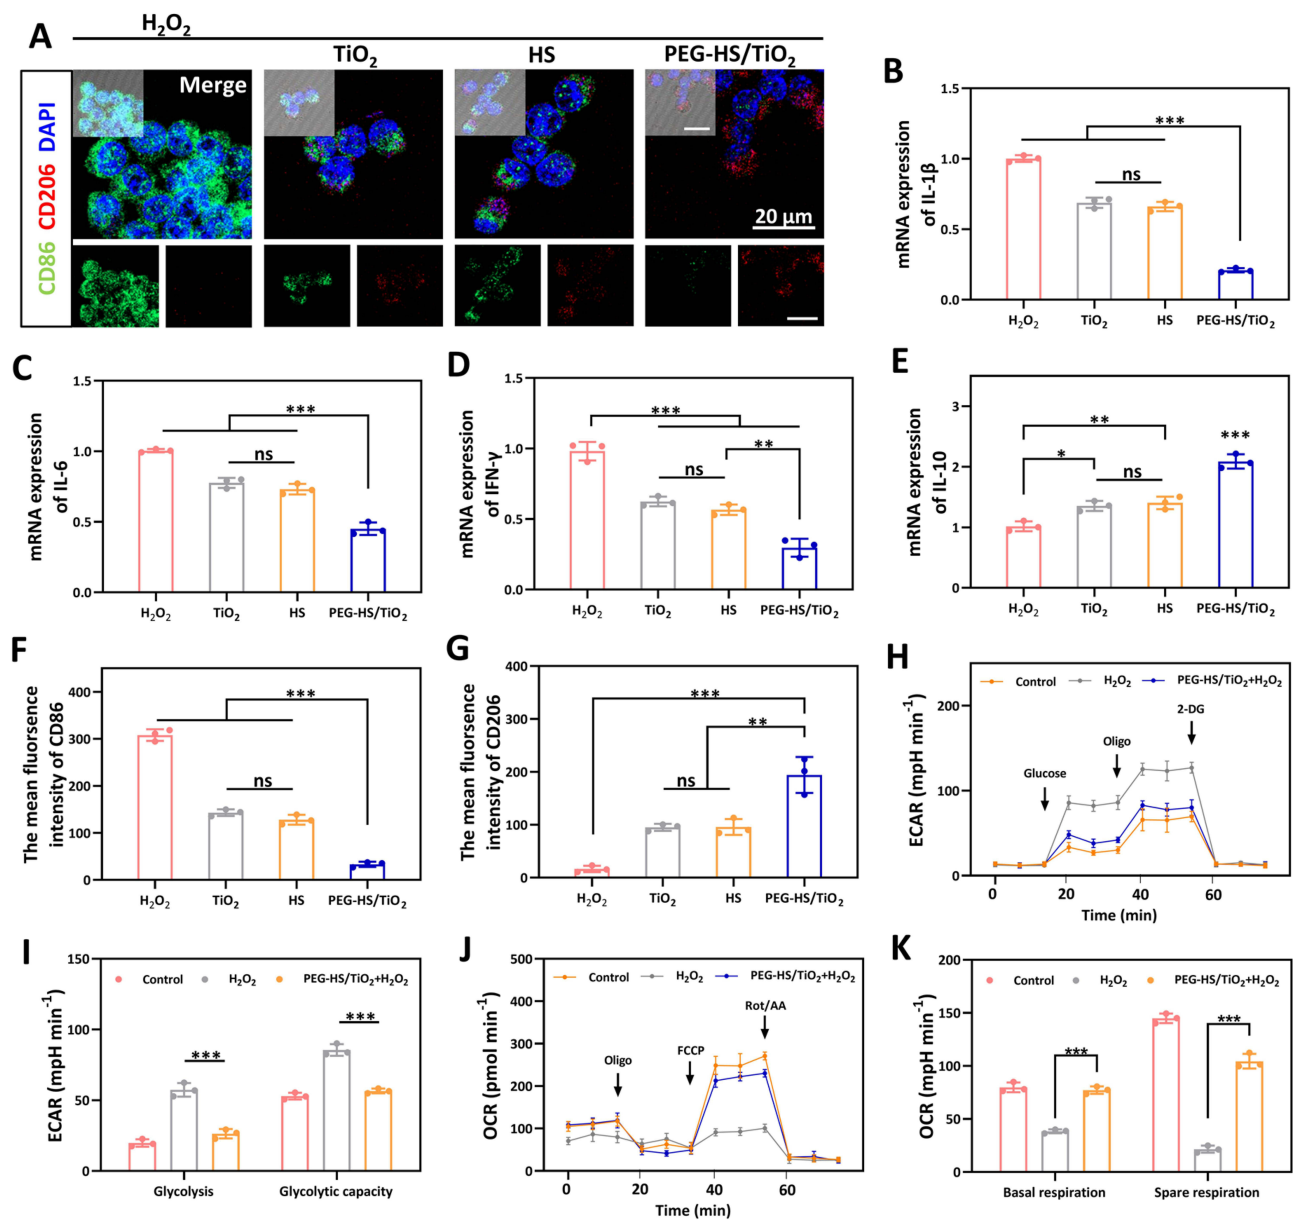 A
H₂O₂
TiO₂
HS
PEG-HS/TiO₂
CD86 CD206 DAPI
Merge
20 μm
B
mRNA expression
of IL-1β
1.5
1.0
0.5
0.0
***
ns
H₂O₂
TiO₂
HS
PEG-HS/TiO₂
C
mRNA expression
of IL-6
1.5
1.0
0.5
0.0
***
ns
H₂O₂
TiO₂
HS
PEG-HS/TiO₂
D
mRNA expression
of IFN-γ
1.5
1.0
0.5
0.0
***
**
ns
H₂O₂
TiO₂
HS
PEG-HS/TiO₂
E
mRNA expression
of IL-10
3
2
1
0
**
*
ns
***
H₂O₂
TiO₂
HS
PEG-HS/TiO₂
F
The mean fluorsence
intensity of CD86
400
300
200
100
0
***
ns
H₂O₂
TiO₂
HS
PEG-HS/TiO₂
G
The mean fluorsence
intensity of CD206
400
300
200
100
0
***
**
ns
H₂O₂
TiO₂
HS
PEG-HS/TiO₂
H
ECAR (mpH min⁻¹)
200
150
100
50
0
Control
H₂O₂
PEG-HS/TiO₂+H₂O₂
Glucose
Oligo
2-DG
0
20
40
60
Time (min)
I
ECAR (mpH min⁻¹)
150
100
50
0
Control
H₂O₂
PEG-HS/TiO₂+H₂O₂
***
***
Glycolysis
Glycolytic capacity
J
OCR (pmol min⁻¹)
500
400
300
200
100
0
Control
H₂O₂
PEG-HS/TiO₂+H₂O₂
Oligo
FCCP
Rot/AA
0
20
40
60
Time (min)
K
OCR (mpH min⁻¹)
200
150
100
50
0
Control
H₂O₂
PEG-HS/TiO₂+H₂O₂
***
***
Basal respiration
Spare respiration